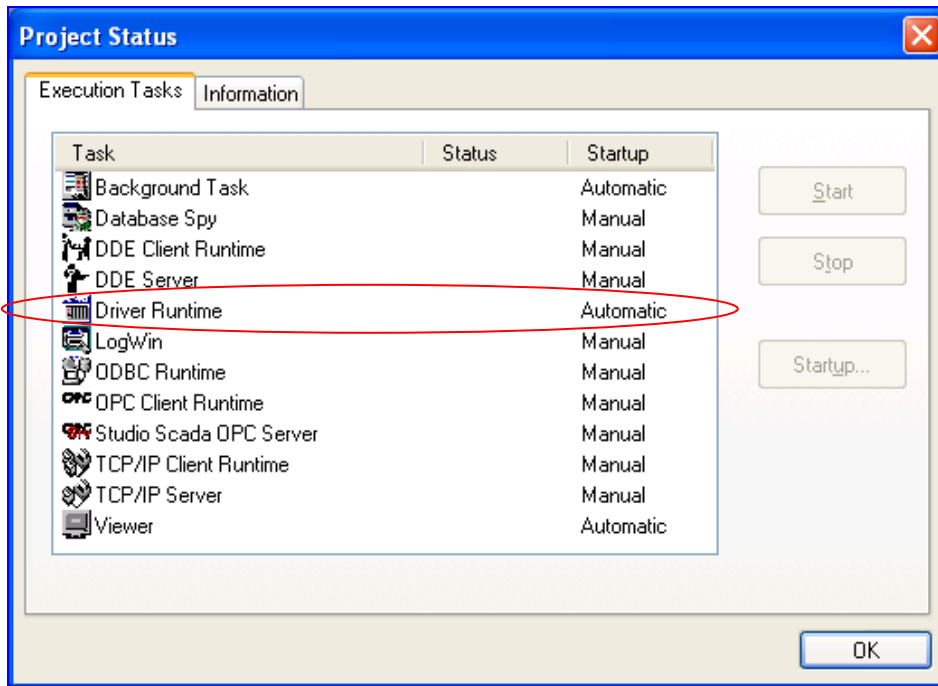 Project Status
Execution Tasks Information
Task Status Startup
Background Task Automatic
Database Spy Manual
DDE Client Runtime Manual
DDE Server Manual
Driver Runtime Automatic
LogWin Manual
ODBC Runtime Manual
OPC Client Runtime Manual
Studio Scada OPC Server Manual
TCP/IP Client Runtime Manual
TCP/IP Server Manual
Viewer Automatic
Start
Stop
Startup...
OK